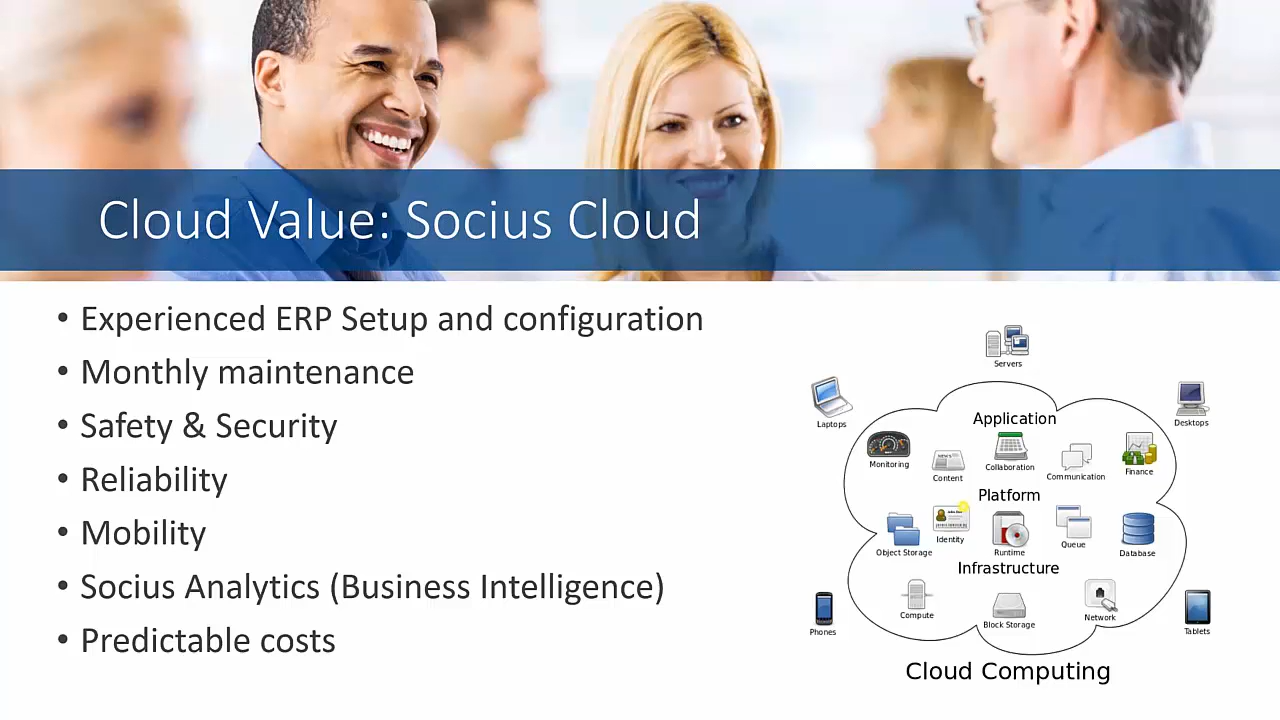 Cloud Value: Socius Cloud
• Experienced ERP Setup and configuration
• Monthly maintenance
• Safety & Security
• Reliability
• Mobility
• Socius Analytics (Business Intelligence)
• Predictable costs
Servers
Laptops
Desktops
Application
Monitoring
Content
Collaboration
Communication
Finance
Platform
Object Storage
Identity
Runtime
Queue
Database
Infrastructure
Compute
Block Storage
Network
Phones
Tablets
Cloud Computing